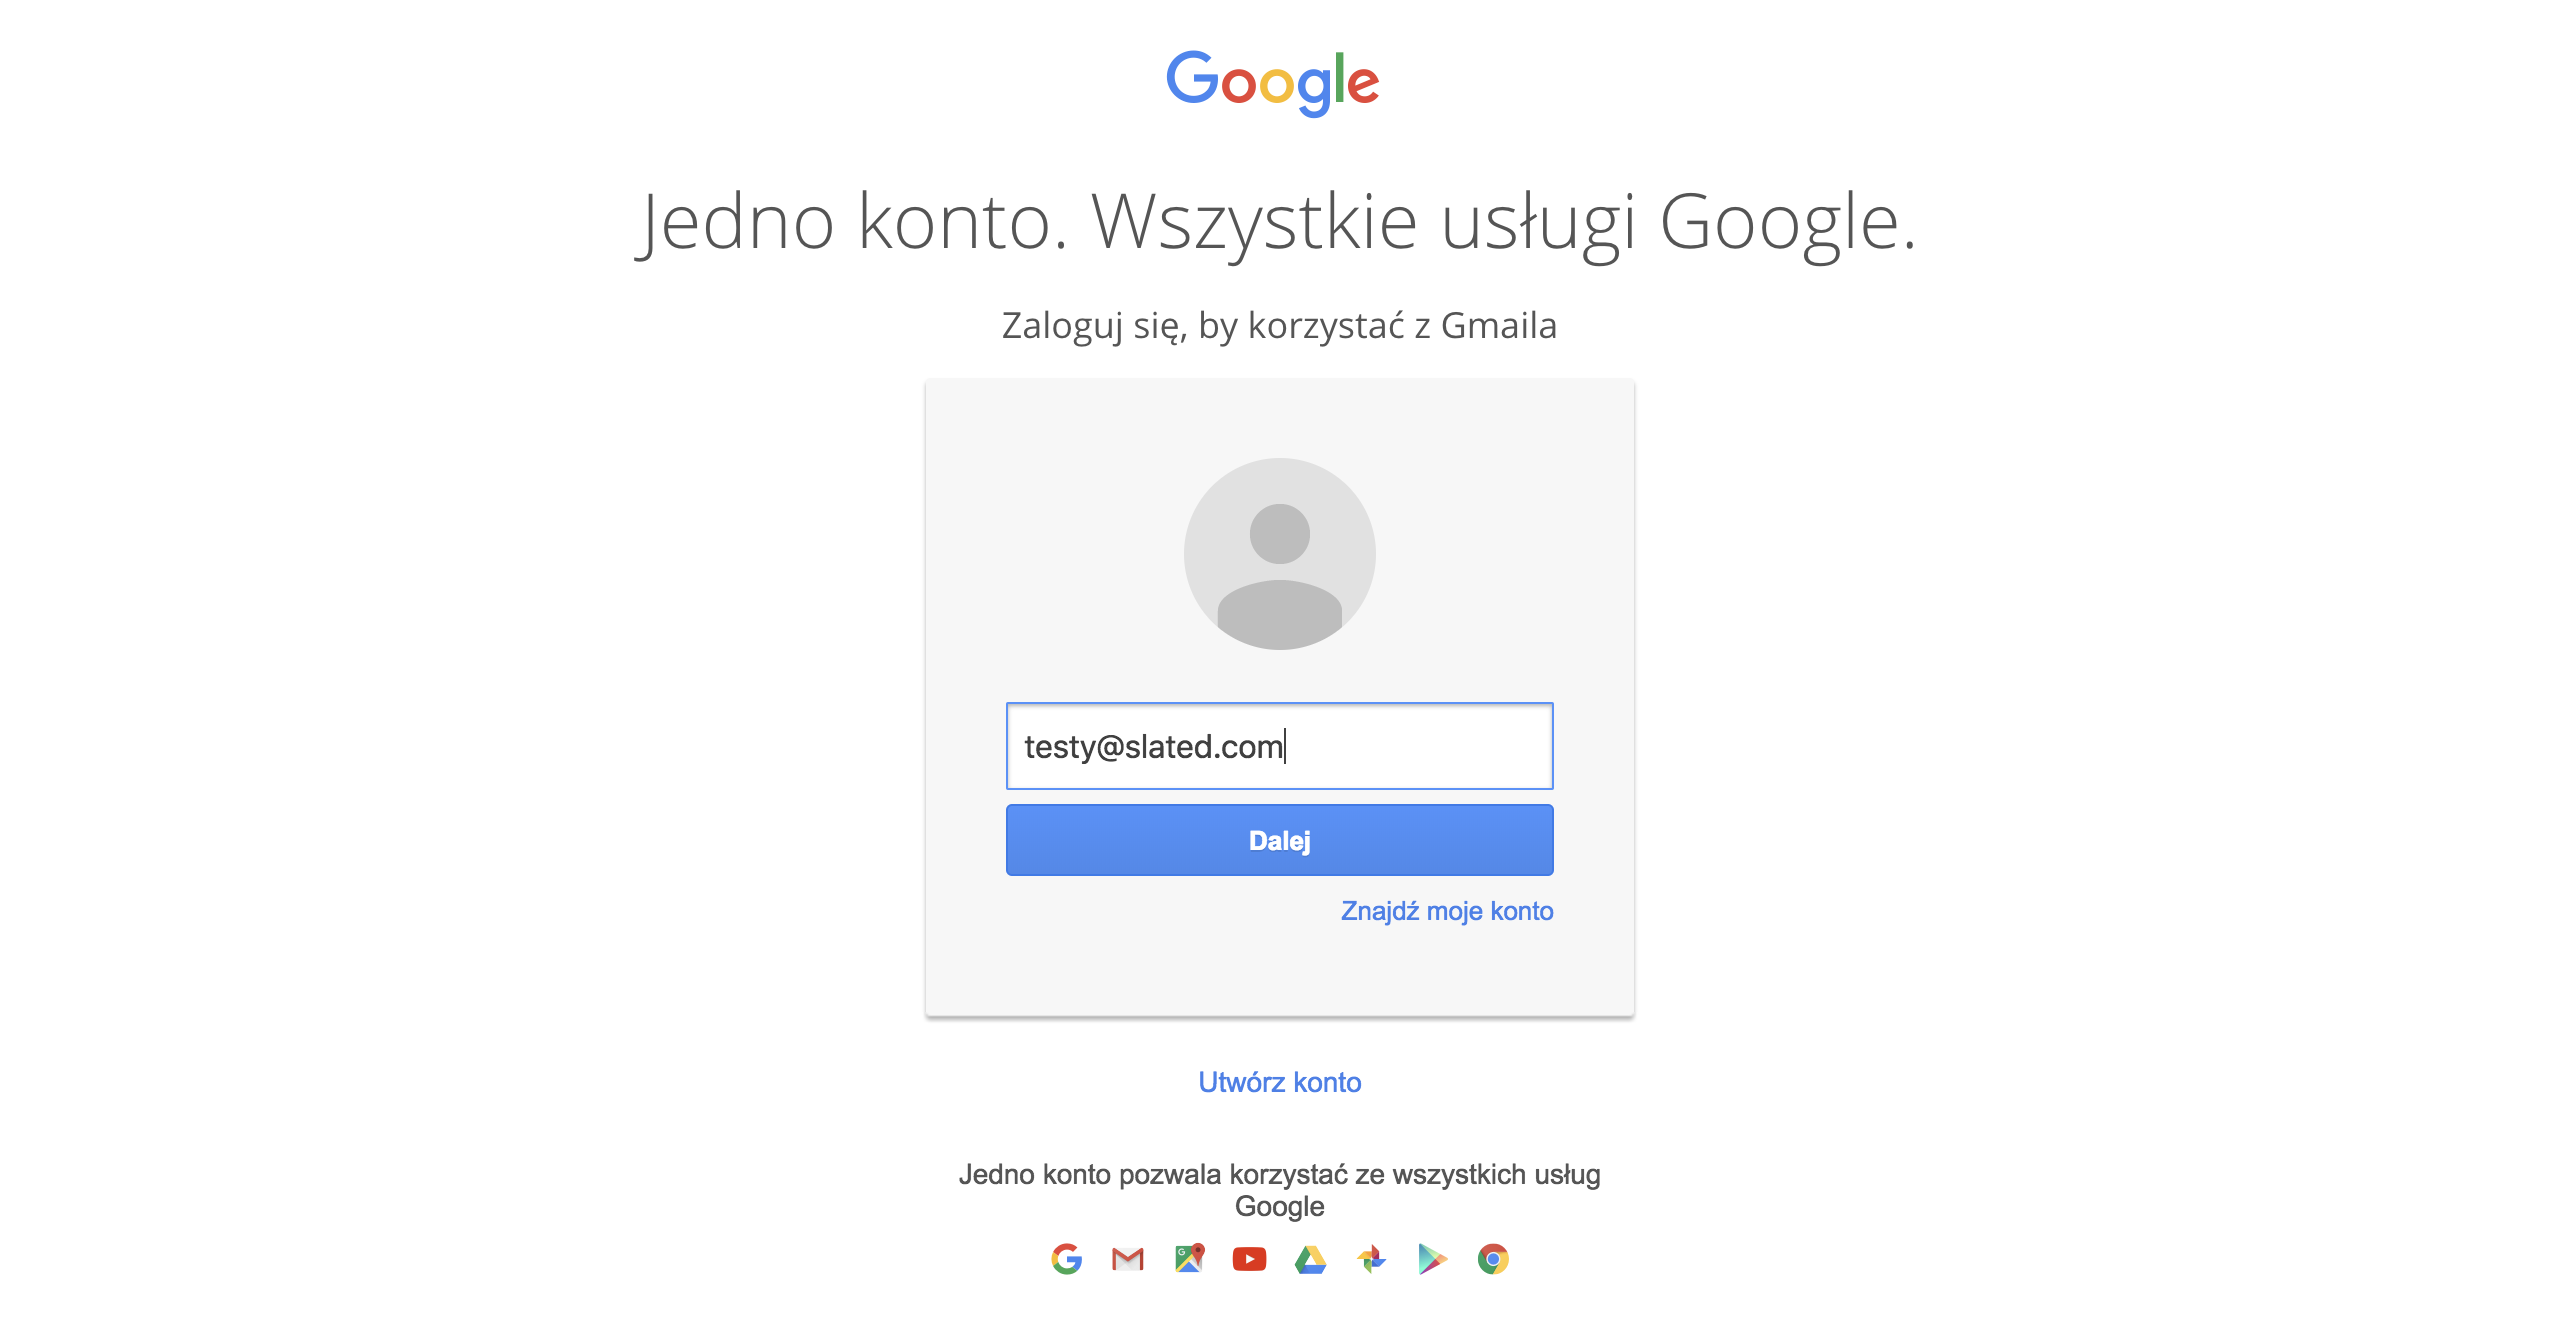 Google
Jedno konto. Wszystkie usługi Google.
Zaloguj się, by korzystać z Gmaila
testy@slated.com
Dalej
Znajdź moje konto
Utwórz konto
Jedno konto pozwala korzystać ze wszystkich usług
Google